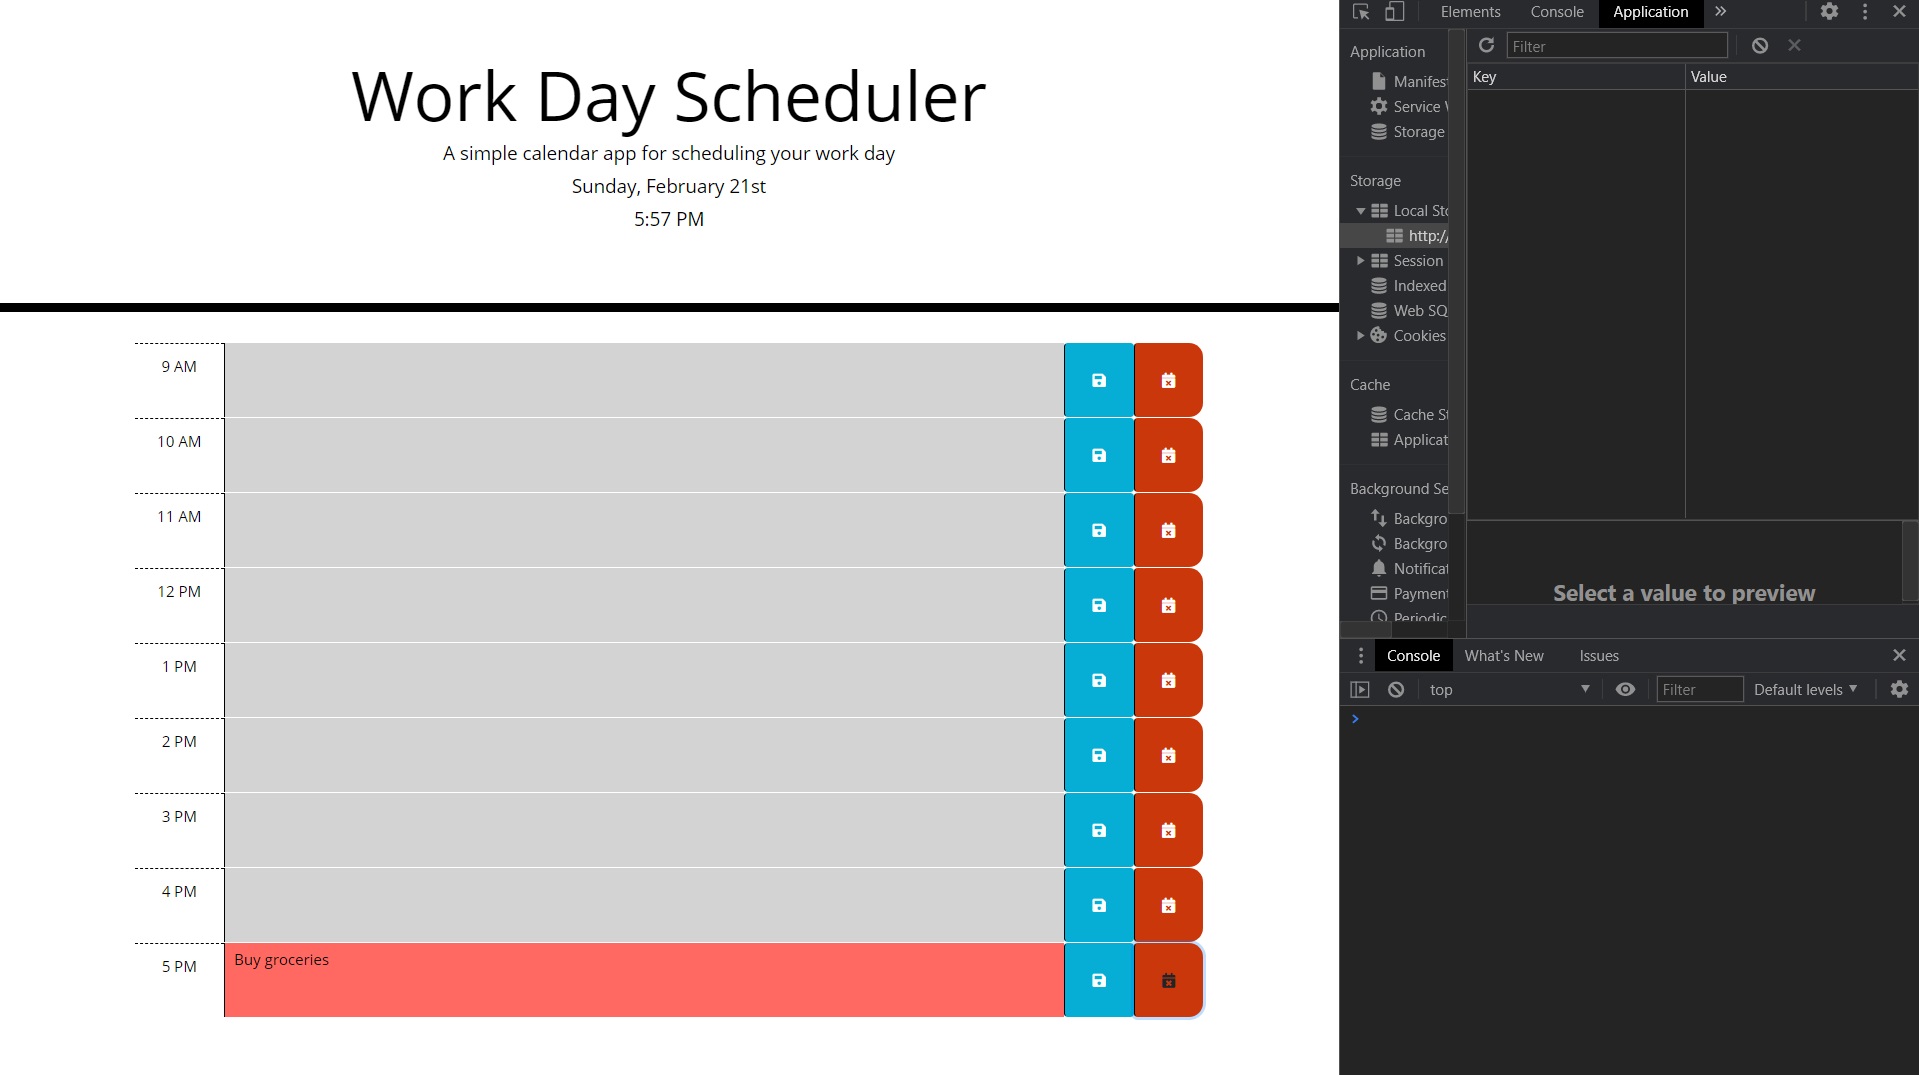 Work Day Scheduler
A simple calendar app for scheduling your work day
Sunday, February 21st
5:57 PM
9 AM
10 AM
11 AM
12 PM
1 PM
2 PM
3 PM
4 PM
5 PM
Buy groceries
Elements Console Application
Application
Manifes
Service
Storage
Storage
Local Sto
http://
Session
Indexed
Web SQ
Cookies
Cache
Cache St
Applicat
Background Se
Backgro
Backgro
Notificat
Payment
Periodic
Filter
Key Value
Select a value to preview
Console What's New Issues
top Filter Default levels